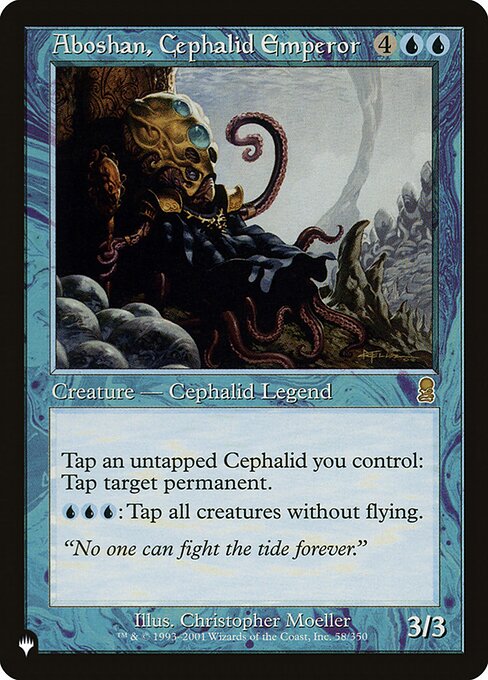 Aboshan, Cephalid Emperor 4
Creature — Cephalid Legend
Tap an untapped Cephalid you control:
Tap target permanent.
: Tap all creatures without flying.
“No one can fight the tide forever.”
Illus. Christopher Moeller
3/3
™ & © 1993–2001 Wizards of the Coast, Inc. 58/350